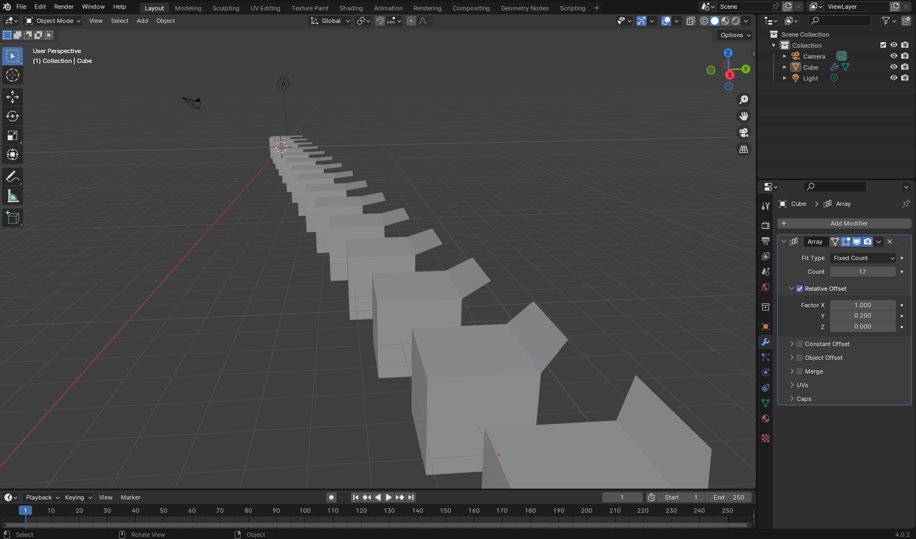 File Edit Render Window Help Layout Modeling Sculpting UV Editing Texture Paint Shading Animation Rendering Compositing Geometry Nodes Scripting + Scene ViewLayer
Object Mode View Select Add Object Global
Options
User Perspective
(1) Collection | Cube
Z
Y
X
Scene Collection
Collection
Camera
Cube
Light
Cube > Array
+ Add Modifier
Array
Fit Type Fixed Count
Count 17
Relative Offset
Factor X 1.000
Y 0.200
Z 0.000
Constant Offset
Object Offset
Merge
UVs
Caps
Playback Keying View Marker 1 Start 1 End 250
1 10 20 30 40 50 60 70 80 90 100 110 120 130 140 150 160 170 180 190 200 210 220 230 240 250
Select Rotate View Object 4.0.2